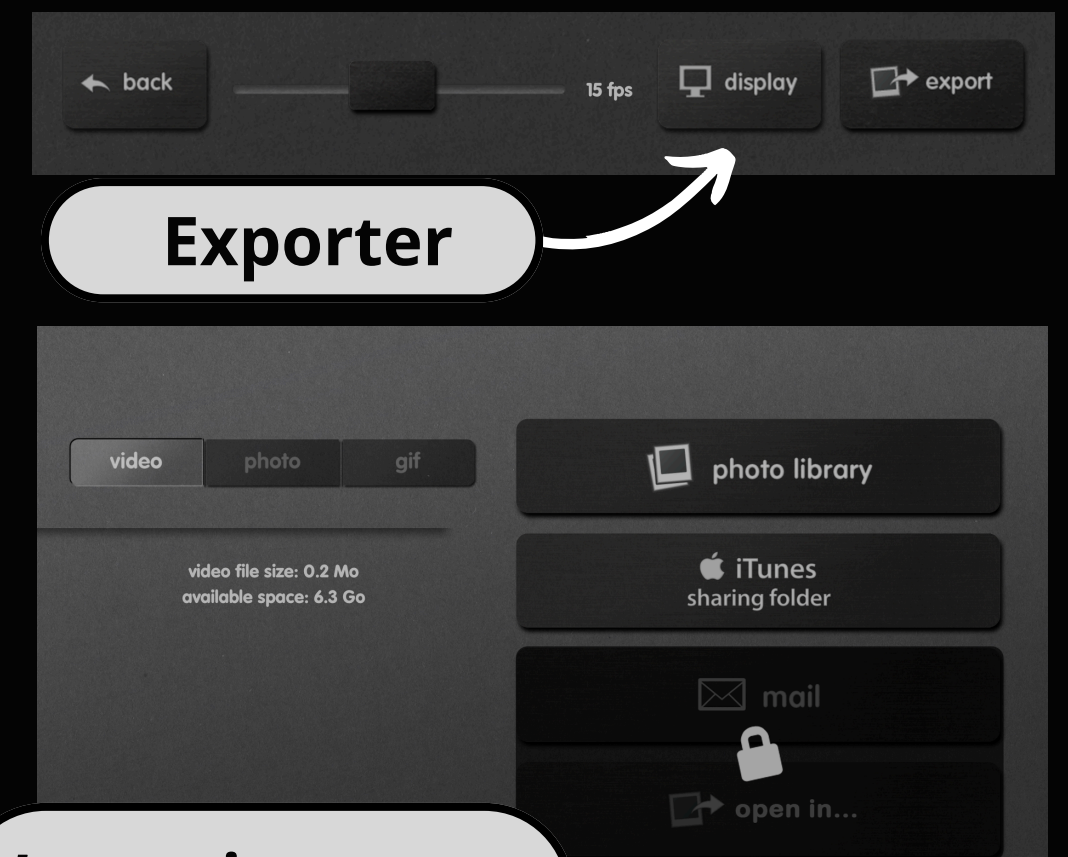 back
15 fps
display
export
Exporter
video
photo
gif
photo library
video file size: 0.2 Mo
available space: 6.3 Go
iTunes
sharing folder
mail
open in...